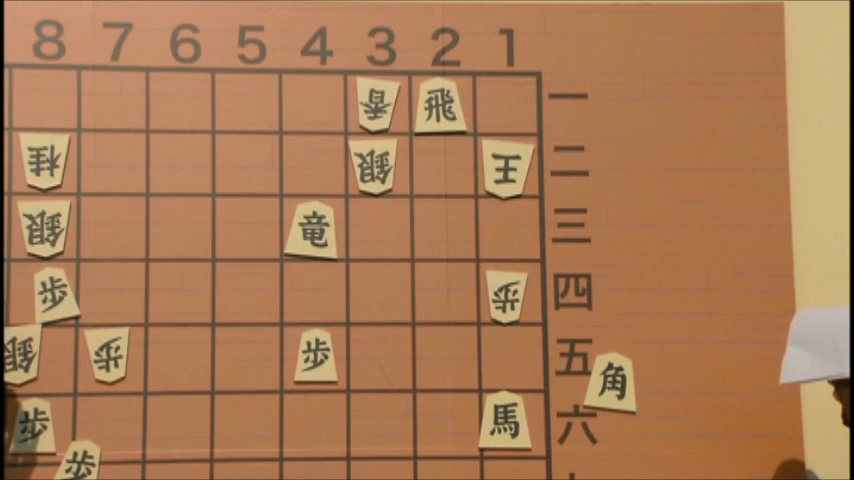 8 7 6 5 4 3 2 1
香 飛 一
桂 銀 王 二
銀 竜 三
歩 歩 四
銀 歩 歩 五 角
歩 馬 六
歩